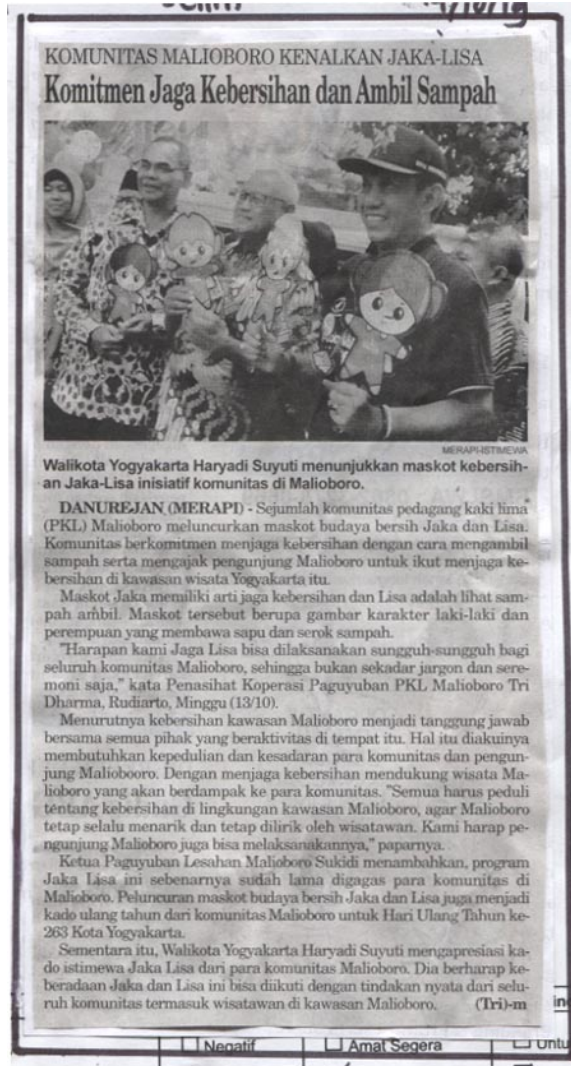 KOMUNITAS MALIOBORO KENALKAN JAKA-LISA
Komitmen Jaga Kebersihan dan Ambil Sampah
MERAPI-ISTIMEWA
Walikota Yogyakarta Haryadi Suyuti menunjukkan maskot kebersih-
an Jaka-Lisa inisiatif komunitas di Malioboro.
DANUREJAN (MERAPI) - Sejumlah komunitas pedagang kaki lima
(PKL) Malioboro meluncurkan maskot budaya bersih Jaka dan Lisa.
Komunitas berkomitmen menjaga kebersihan dengan cara mengambil
sampah serta mengajak pengunjung Malioboro untuk ikut menjaga ke-
bersihan di kawasan wisata Yogyakarta itu.
Maskot Jaka memiliki arti jaga kebersihan dan Lisa adalah lihat sam-
pah ambil. Maskot tersebut berupa gambar karakter laki-laki dan
perempuan yang membawa sapu dan serok sampah.
"Harapan kami Jaga Lisa bisa dilaksanakan sungguh-sungguh bagi
seluruh komunitas Malioboro, sehingga bukan sekadar jargon dan sere-
moni saja," kata Penasihat Koperasi Paguyuban PKL Malioboro Tri
Dharma, Rudiarto, Minggu (13/10).
Menurutnya kebersihan kawasan Malioboro menjadi tanggung jawab
bersama semua pihak yang beraktivitas di tempat itu. Hal itu diakuinya
membutuhkan kepedulian dan kesadaran para komunitas dan pengun-
jung Maliobooro. Dengan menjaga kebersihan mendukung wisata Ma-
lioboro yang akan berdampak ke para komunitas. "Semua harus peduli
tentang kebersihan di lingkungan kawasan Malioboro, agar Malioboro
tetap selalu menarik dan tetap dilirik oleh wisatawan. Kami harap pe-
ngunjung Malioboro juga bisa melaksanakannya," paparnya.
Ketua Paguyuban Lesahan Malioboro Sukidi menambahkan, program
Jaka Lisa ini sebenarnya sudah lama digagas para komunitas di
Malioboro. Peluncuran maskot budaya bersih Jaka dan Lisa juga menjadi
kado ulang tahun dari komunitas Malioboro untuk Hari Ulang Tahun ke-
263 Kota Yogyakarta.
Sementara itu, Walikota Yogyakarta Haryadi Suyuti mengapresiasi ka-
do istimewa Jaka Lisa dari para komunitas Malioboro. Dia berharap ke-
beradaan Jaka dan Lisa ini bisa diikuti dengan tindakan nyata dari selu-
ruh komunitas termasuk wisatawan di kawasan Malioboro. (Tri)-m
Negatif Amat Segera